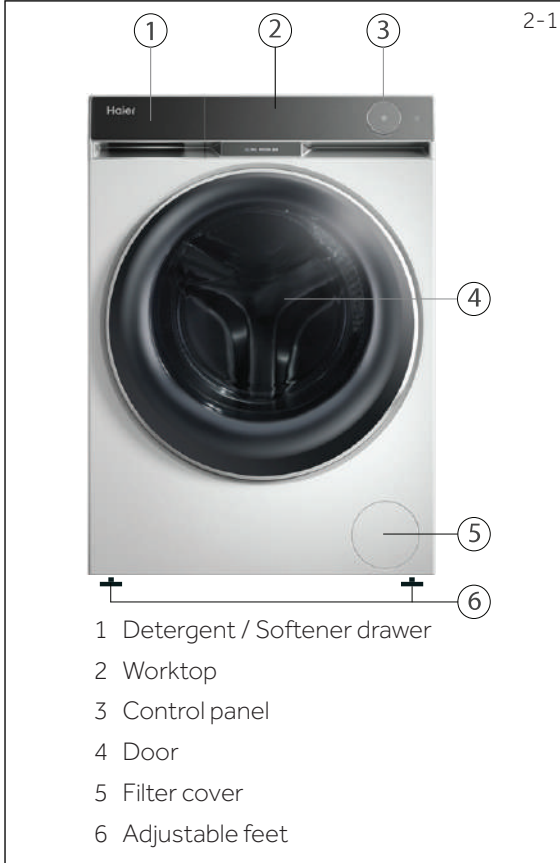 2-1
1 2 3
Haier
4
5
6
1 Detergent / Softener drawer
2 Worktop
3 Control panel
4 Door
5 Filter cover
6 Adjustable feet